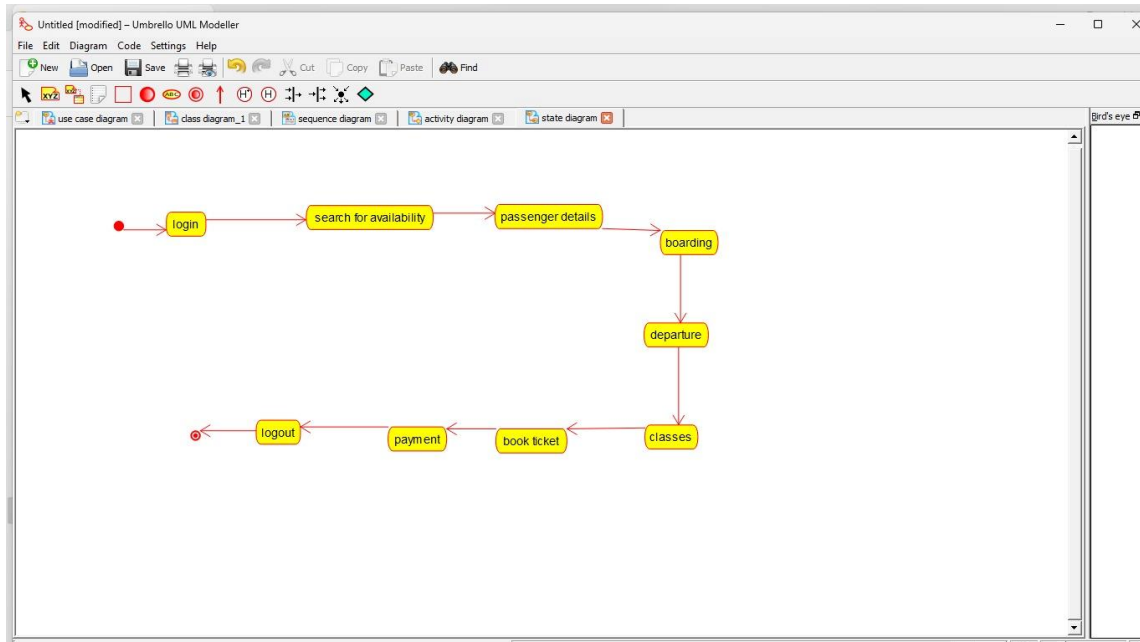 Untitled [modified] – Umbrello UML Modeller
File Edit Diagram Code Settings Help
New Open Save Cut Copy Paste Find
XYZ ABC H* H
use case diagram class diagram_1 sequence diagram activity diagram state diagram Bird's eye
login search for availability passenger details
boarding
departure
logout payment book ticket classes